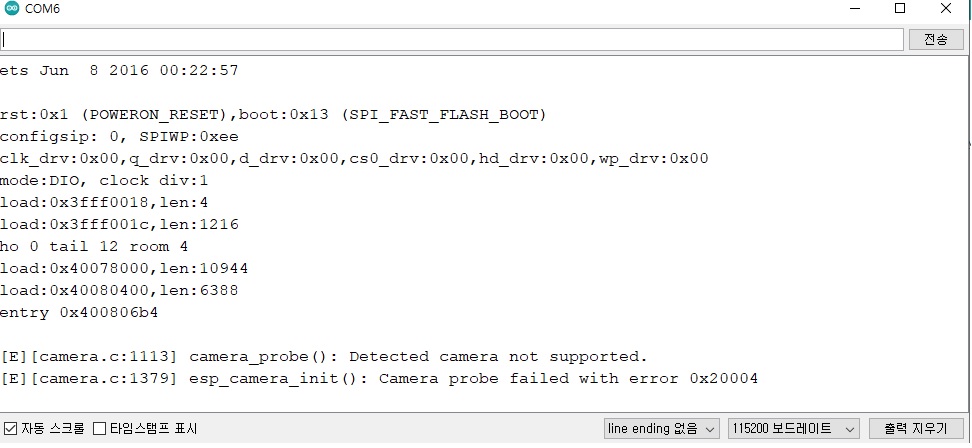 COM6
전송
ets Jun  8 2016 00:22:57
rst:0x1 (POWERON_RESET),boot:0x13 (SPI_FAST_FLASH_BOOT)
configsip: 0, SPIWP:0xee
clk_drv:0x00,q_drv:0x00,d_drv:0x00,cs0_drv:0x00,hd_drv:0x00,wp_drv:0x00
mode:DIO, clock div:1
load:0x3fff0018,len:4
load:0x3fff001c,len:1216
ho 0 tail 12 room 4
load:0x40078000,len:10944
load:0x40080400,len:6388
entry 0x400806b4
[E][camera.c:1113] camera_probe(): Detected camera not supported.
[E][camera.c:1379] esp_camera_init(): Camera probe failed with error 0x20004
자동 스크롤 타임스탬프 표시 line ending 없음 115200 보드레이트 출력 지우기